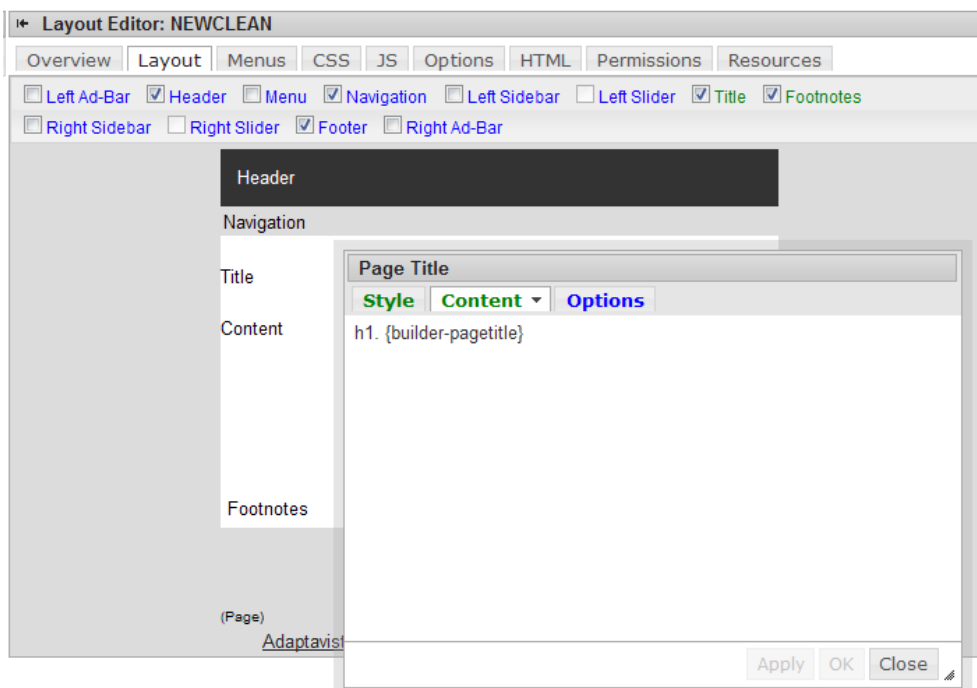 Layout Editor: NEWCLEAN
Overview Layout Menus CSS JS Options HTML Permissions Resources
Left Ad-Bar Header Menu Navigation Left Sidebar Left Slider Title Footnotes
Right Sidebar Right Slider Footer Right Ad-Bar
Header
Navigation
Title
Page Title
Style Content Options
Content
h1. {builder-pagetitle}
Footnotes
(Page)
Adaptavist
Apply OK Close